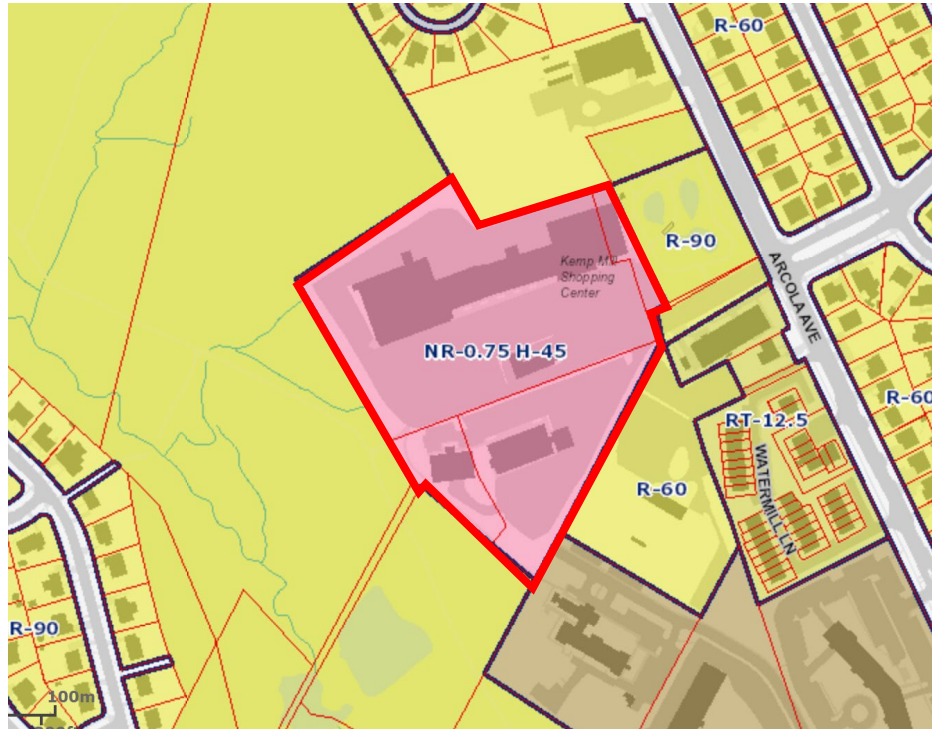 R-60
R-90
ARCOLA AVE
Kemp Mill
Shopping
Center
NR-0.75 H-45
R-60
RT-12.5
WATERMILL LN
R-60
R-90
100m